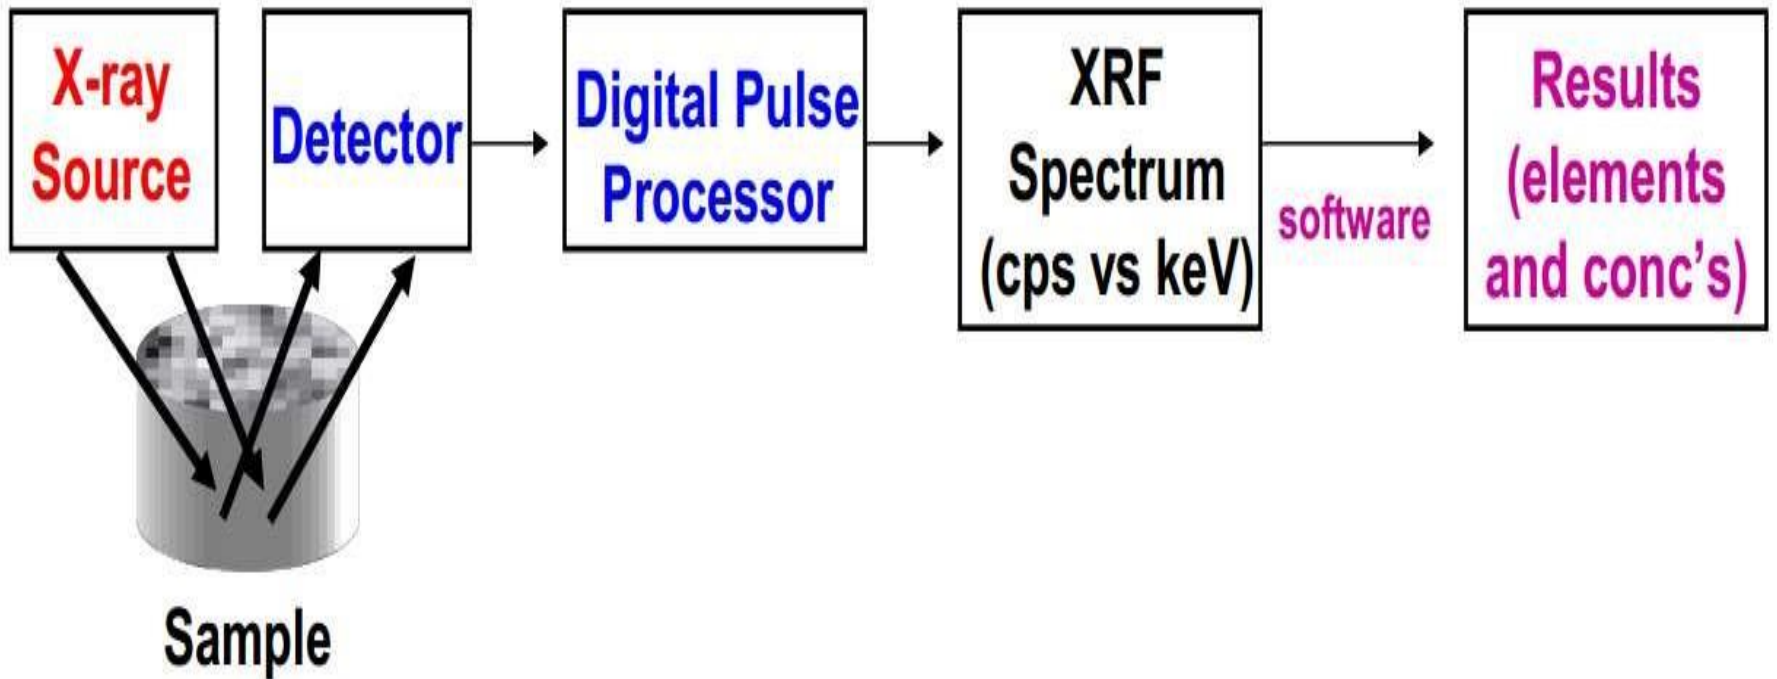 X-ray
Source
Detector
Digital Pulse
Processor
XRF
Spectrum
(cps vs keV)
software
Results
(elements
and conc's)
Sample